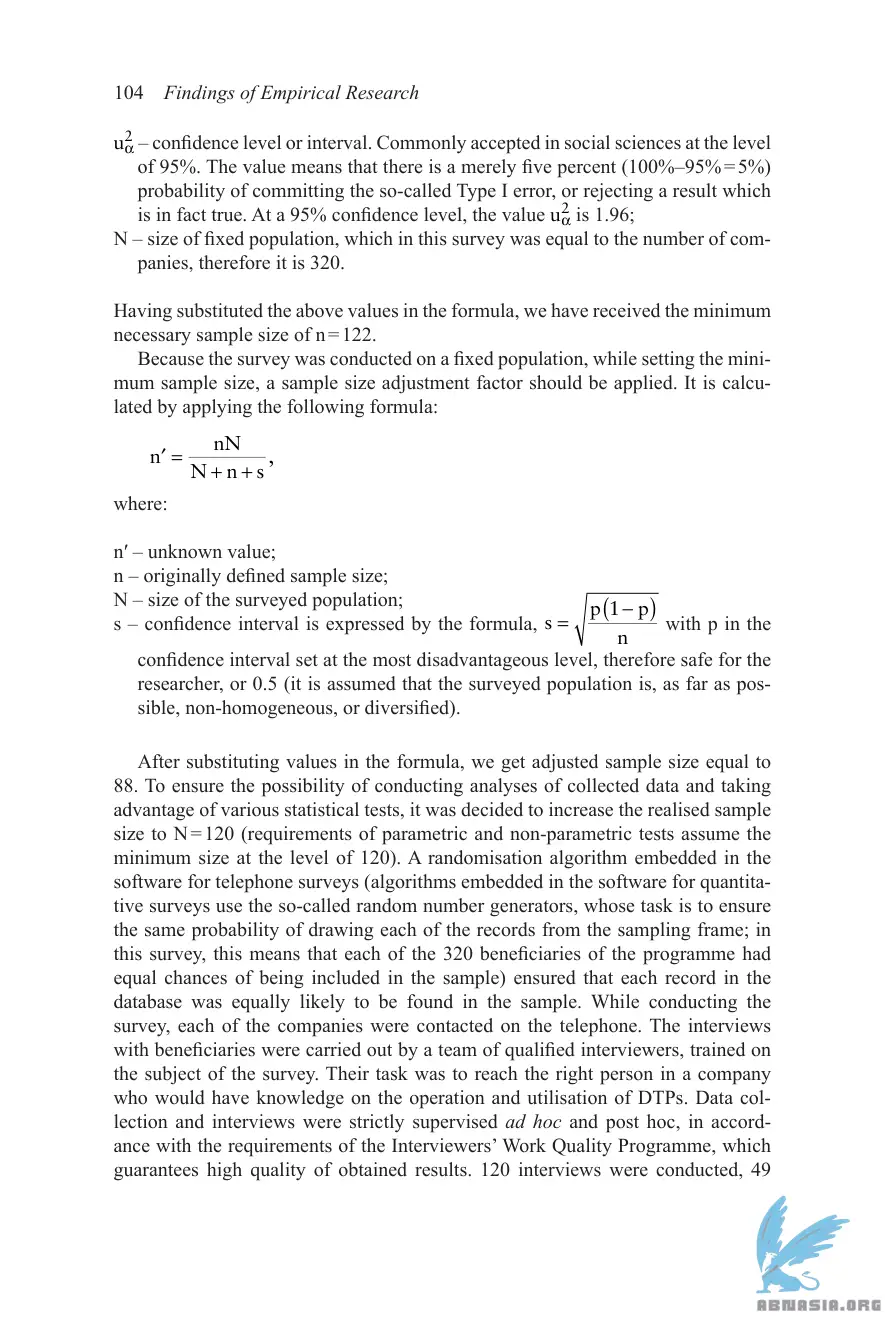 104 Findings of Empirical Research
u²α – confidence level or interval. Commonly accepted in social sciences at the level
of 95%. The value means that there is a merely five percent (100%–95%=5%)
probability of committing the so-called Type I error, or rejecting a result which
is in fact true. At a 95% confidence level, the value u²α is 1.96;
N – size of fixed population, which in this survey was equal to the number of com-
panies, therefore it is 320.
Having substituted the above values in the formula, we have received the minimum
necessary sample size of n=122.
Because the survey was conducted on a fixed population, while setting the mini-
mum sample size, a sample size adjustment factor should be applied. It is calcu-
lated by applying the following formula:
n′ = nN / (N + n + s),
where:
n′ – unknown value;
n – originally defined sample size;
N – size of the surveyed population;
s – confidence interval is expressed by the formula, s = √(p(1 − p) / n) with p in the
confidence interval set at the most disadvantageous level, therefore safe for the
researcher, or 0.5 (it is assumed that the surveyed population is, as far as pos-
sible, non-homogeneous, or diversified).
After substituting values in the formula, we get adjusted sample size equal to
88. To ensure the possibility of conducting analyses of collected data and taking
advantage of various statistical tests, it was decided to increase the realised sample
size to N=120 (requirements of parametric and non-parametric tests assume the
minimum size at the level of 120). A randomisation algorithm embedded in the
software for telephone surveys (algorithms embedded in the software for quantita-
tive surveys use the so-called random number generators, whose task is to ensure
the same probability of drawing each of the records from the sampling frame; in
this survey, this means that each of the 320 beneficiaries of the programme had
equal chances of being included in the sample) ensured that each record in the
database was equally likely to be found in the sample. While conducting the
survey, each of the companies were contacted on the telephone. The interviews
with beneficiaries were carried out by a team of qualified interviewers, trained on
the subject of the survey. Their task was to reach the right person in a company
who would have knowledge on the operation and utilisation of DTPs. Data col-
lection and interviews were strictly supervised ad hoc and post hoc, in accord-
ance with the requirements of the Interviewers' Work Quality Programme, which
guarantees high quality of obtained results. 120 interviews were conducted, 49
ABNASIA.ORG